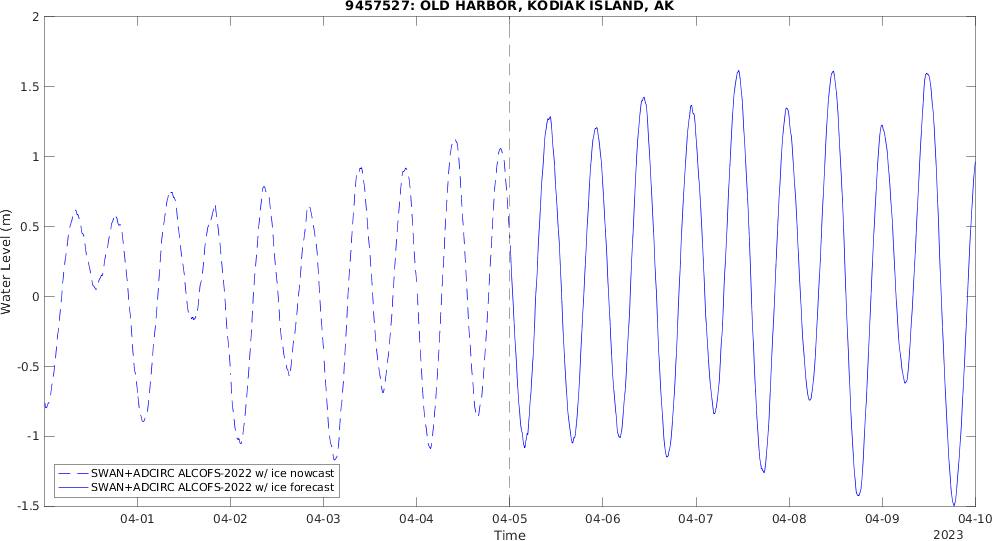 9457527: OLD HARBOR, KODIAK ISLAND, AK
2
1.5
1
0.5
0
-0.5
-1
-1.5
Water Level (m)
SWAN+ADCIRC ALCOFS-2022 w/ ice nowcast
SWAN+ADCIRC ALCOFS-2022 w/ ice forecast
04-01 04-02 04-03 04-04 04-05 04-06 04-07 04-08 04-09 04-10
Time
2023